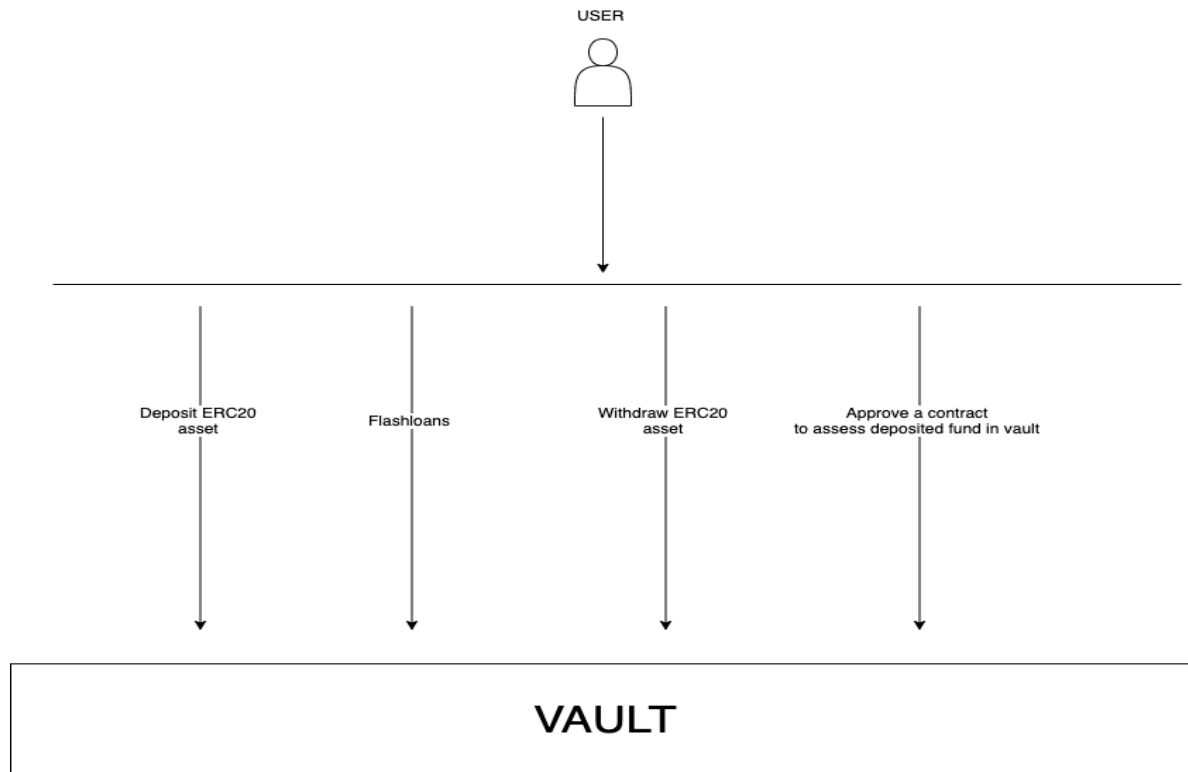 USER
Deposit ERC20
asset
Flashloans
Withdraw ERC20
asset
Approve a contract
to assess deposited fund in vault
VAULT